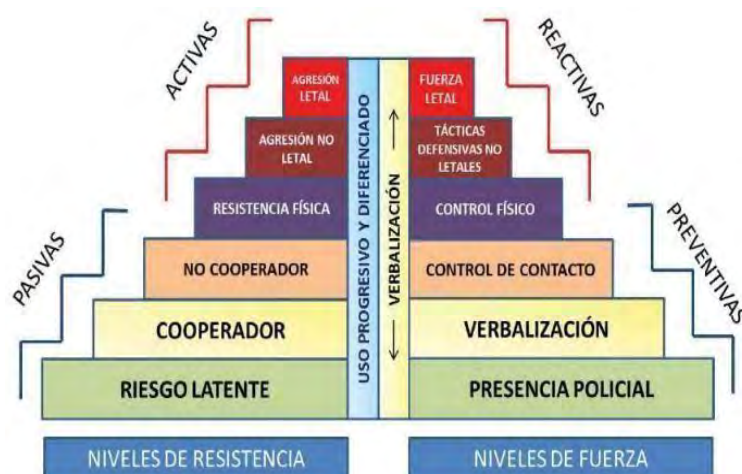 ACTIVAS
REACTIVAS
AGRESIÓN
LETAL
FUERZA
LETAL
AGRESIÓN NO
LETAL
TÁCTICAS
DEFENSIVAS NO
LETALES
RESISTENCIA FÍSICA
CONTROL FÍSICO
PASIVAS
PREVENTIVAS
NO COOPERADOR
CONTROL DE CONTACTO
COOPERADOR
VERBALIZACIÓN
RIESGO LATENTE
PRESENCIA POLICIAL
USO PROGRESIVO Y DIFERENCIADO
VERBALIZACIÓN
NIVELES DE RESISTENCIA
NIVELES DE FUERZA